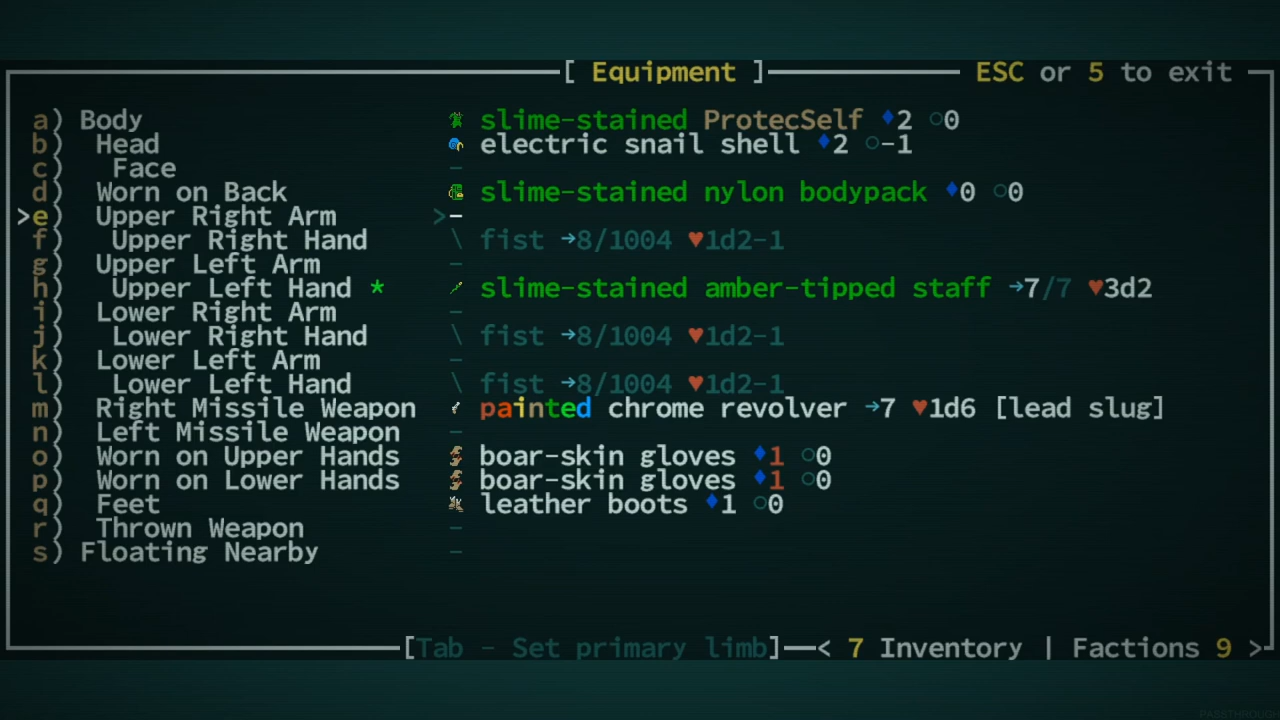 [ Equipment ] ESC or 5 to exit
a) Body slime-stained ProtecSelf ♦2 ○0
b) Head electric snail shell ♦2 ○-1
c) Face -
d) Worn on Back slime-stained nylon bodypack ♦0 ○0
>e) Upper Right Arm >-
f) Upper Right Hand \ fist →8/1004 ♥1d2-1
g) Upper Left Arm -
h) Upper Left Hand * slime-stained amber-tipped staff →7/7 ♥3d2
i) Lower Right Arm -
j) Lower Right Hand \ fist →8/1004 ♥1d2-1
k) Lower Left Arm -
l) Lower Left Hand \ fist →8/1004 ♥1d2-1
m) Right Missile Weapon painted chrome revolver →7 ♥1d6 [lead slug]
n) Left Missile Weapon -
o) Worn on Upper Hands boar-skin gloves ♦1 ○0
p) Worn on Lower Hands boar-skin gloves ♦1 ○0
q) Feet leather boots ♦1 ○0
r) Thrown Weapon -
s) Floating Nearby -
[Tab - Set primary limb] < 7 Inventory | Factions 9 >